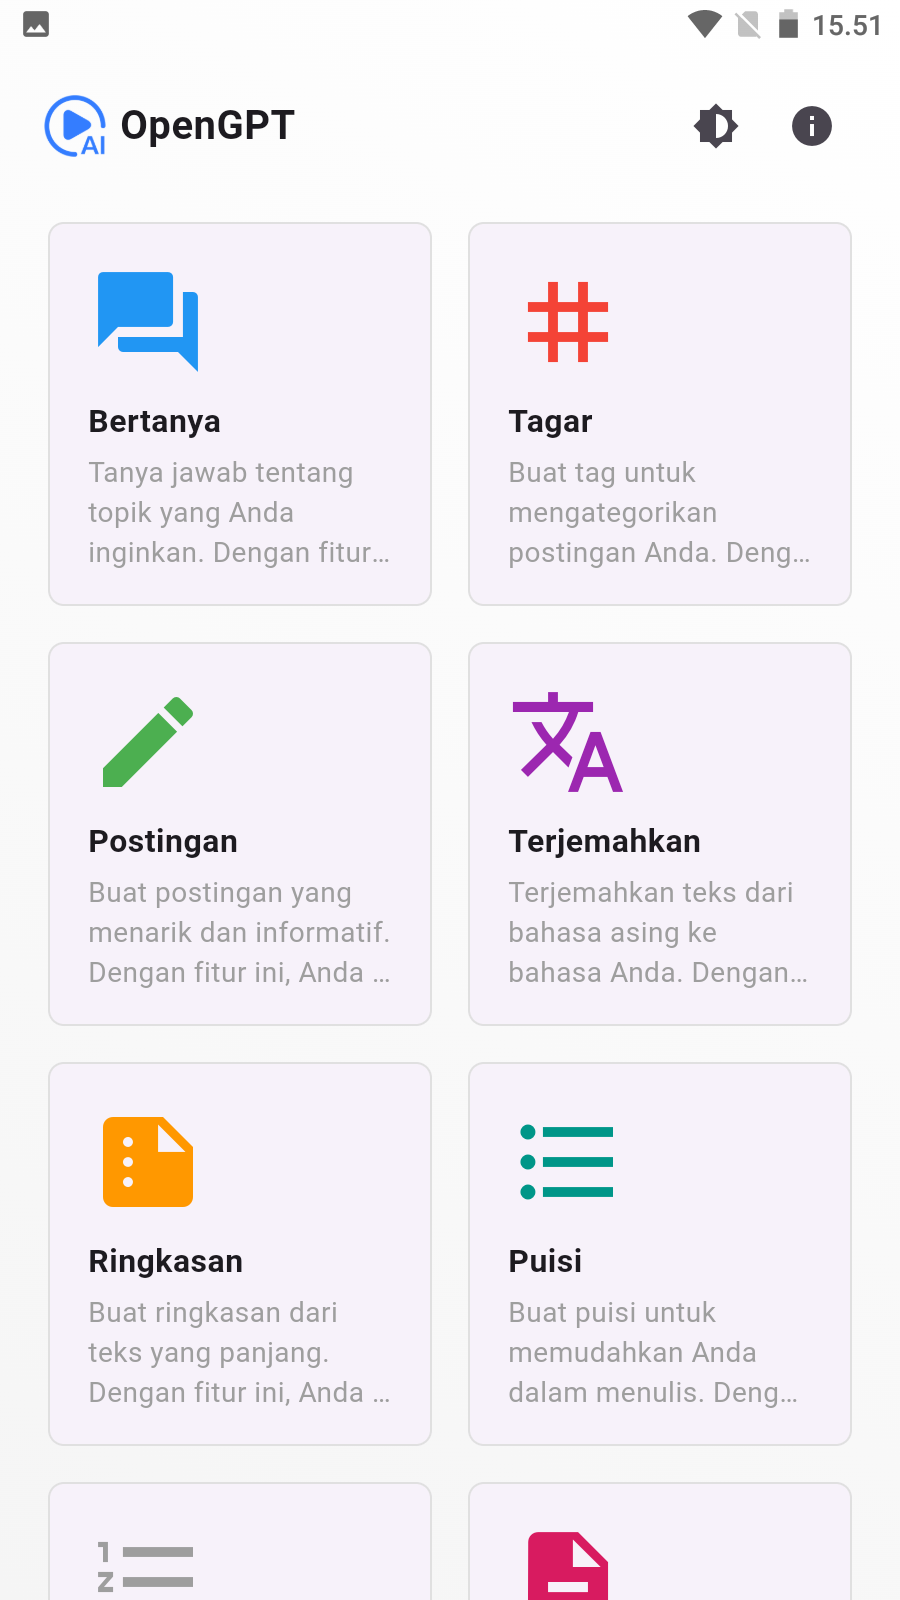 15.51
AI
OpenGPT
Bertanya
Tanya jawab tentang
topik yang Anda
inginkan. Dengan fitur…
Tagar
Buat tag untuk
mengategorikan
postingan Anda. Deng…
Postingan
Buat postingan yang
menarik dan informatif.
Dengan fitur ini, Anda …
Terjemahkan
Terjemahkan teks dari
bahasa asing ke
bahasa Anda. Dengan…
Ringkasan
Buat ringkasan dari
teks yang panjang.
Dengan fitur ini, Anda …
Puisi
Buat puisi untuk
memudahkan Anda
dalam menulis. Deng…